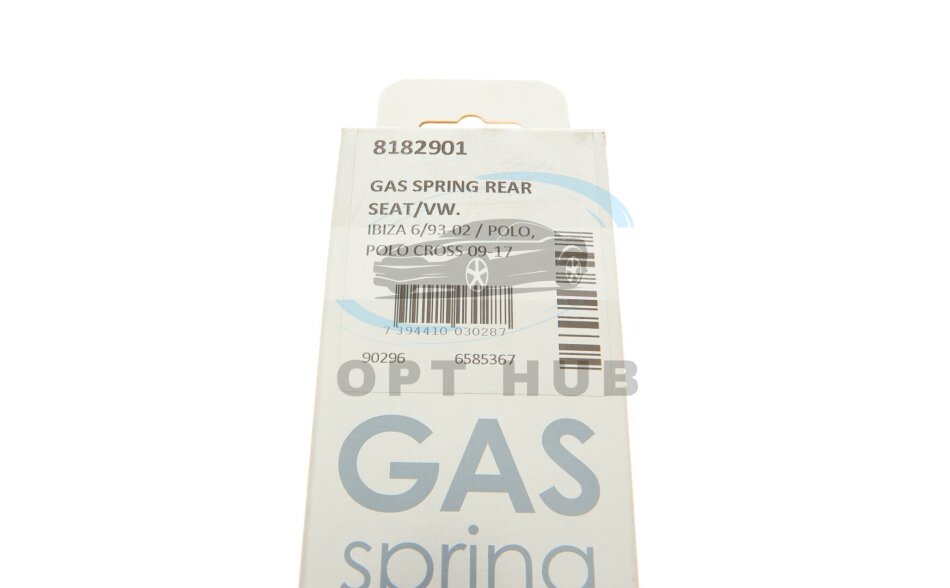 8182901
GAS SPRING REAR
SEAT/VW.
IBIZA 6/93-02 / POLO,
POLO CROSS 09-17
7 394410 030287
90296 6585367
OPT HUB
GAS
spring